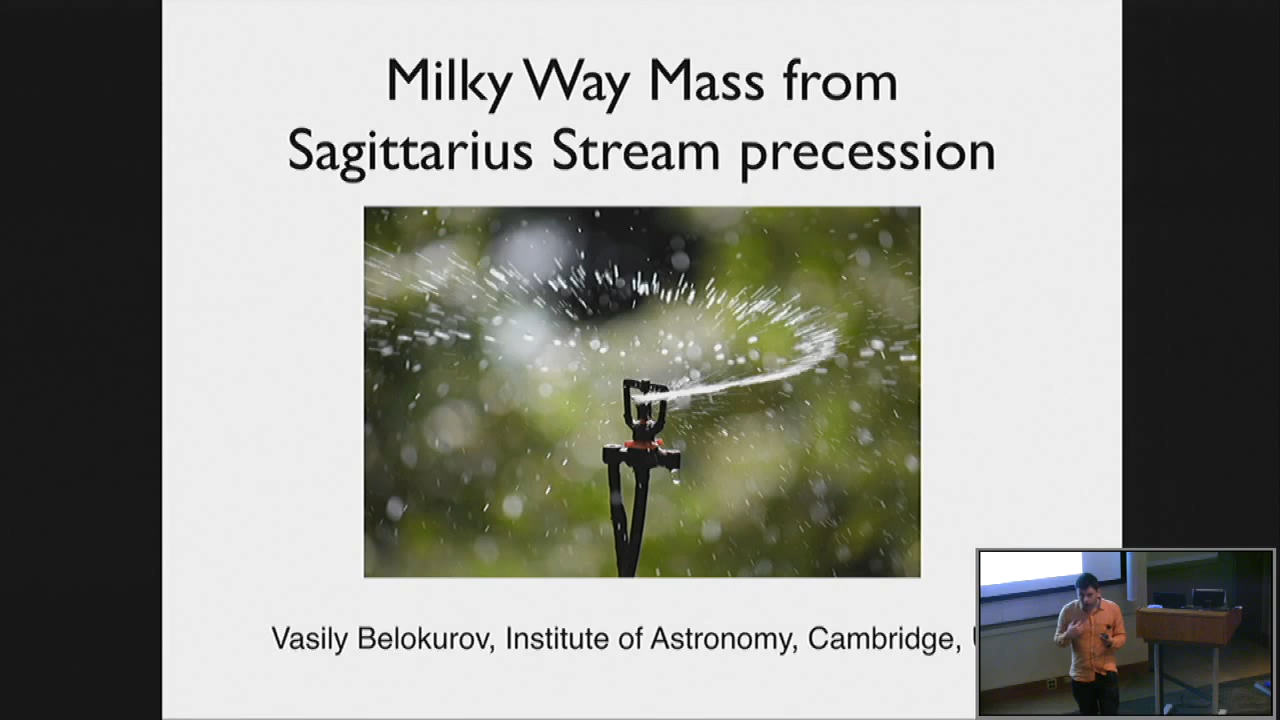 Milky Way Mass from
Sagittarius Stream precession
Vasily Belokurov, Institute of Astronomy, Cambridge,